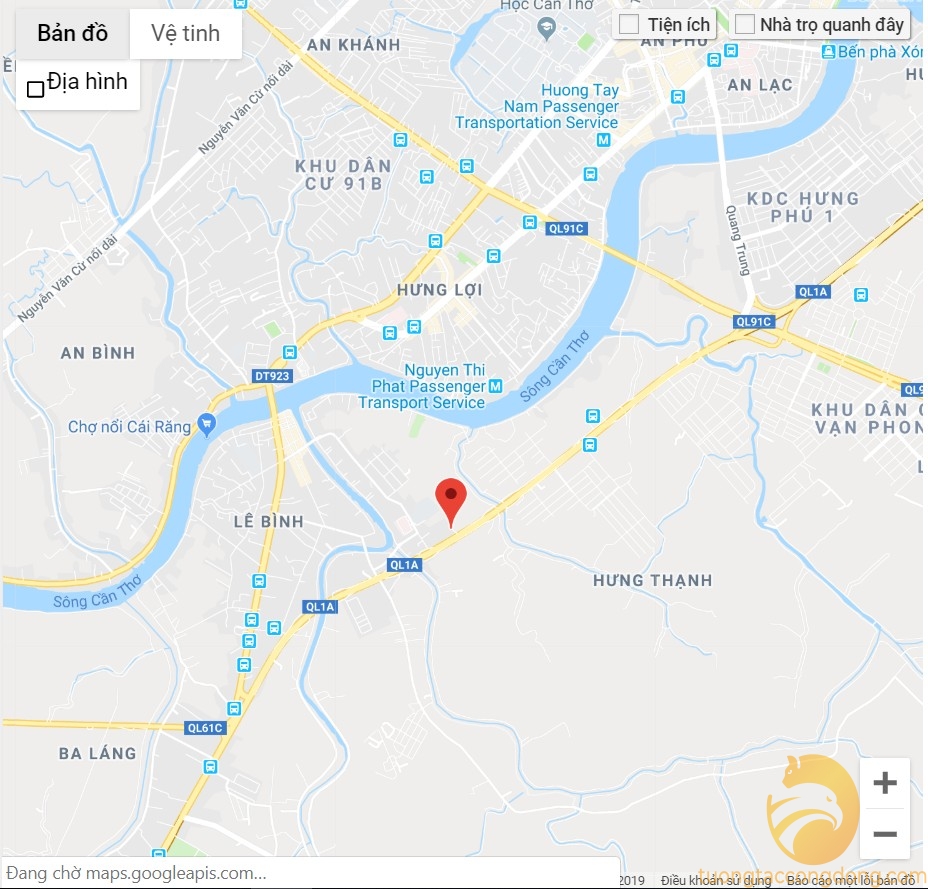 Bản đồ
Vệ tinh
Địa hình
Học Cần Thơ
Tiện ích
Nhà trọ quanh đây
AN KHÁNH
AN PHÚ
Bến phà Xóm
AN LẠC
Huong Tay
Nam Passenger
Transportation Service
Nguyễn Văn Cừ nối dài
KHU DÂN
CƯ 91B
KDC HƯNG
PHÚ 1
Quang Trung
QL91C
Nguyễn Văn Cừ nối dài
HƯNG LỢI
QL1A
QL91C
AN BÌNH
Sông Cần Thơ
DT923
Nguyen Thi
Phat Passenger
Transport Service
KHU DÂN C
VẠN PHON
Chợ nổi Cái Răng
LÊ BÌNH
QL1A
HƯNG THẠNH
Sông Cần Thơ
QL1A
QL61C
BA LÁNG
Đang chờ maps.googleapis.com...
2019
Điều khoản sử dụng
Báo cáo một lỗi bản đồ
tuongtaccongdong.com